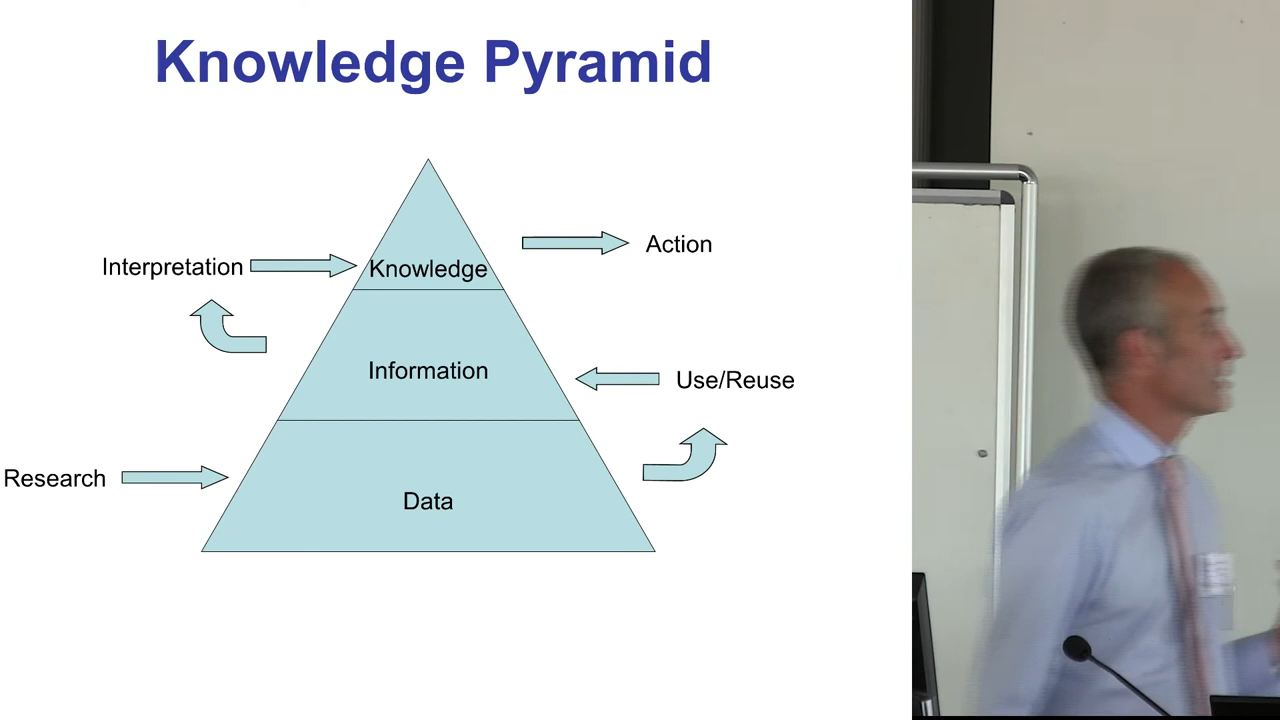 Knowledge Pyramid
Action
Interpretation
Knowledge
Information
Use/Reuse
Research
Data